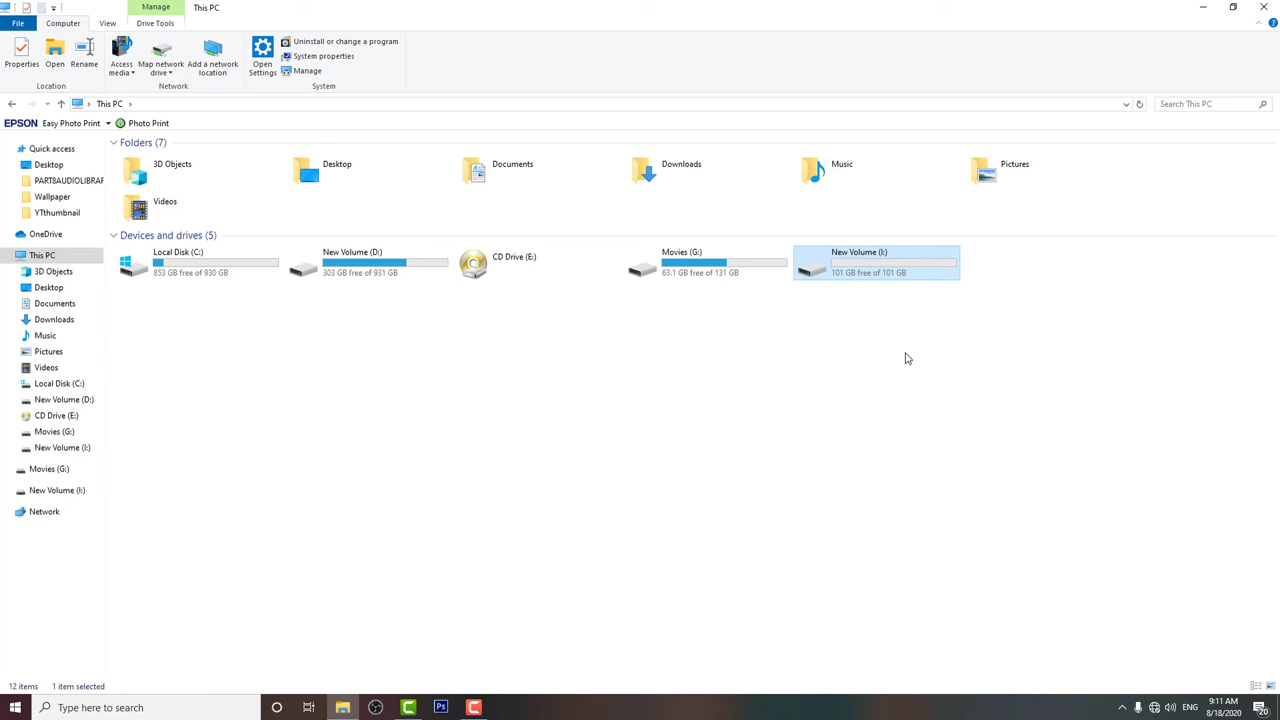 Manage
This PC
File
Computer
View
Drive Tools
Properties
Open
Rename
Access media
Map network drive
Add a network location
Open Settings
Uninstall or change a program
System properties
Manage
Location
Network
System
This PC
Search This PC
EPSON Easy Photo Print
Photo Print
Quick access
Desktop
PART8AUDIOLIBRAR
Wallpaper
YTthumbnail
OneDrive
This PC
3D Objects
Desktop
Documents
Downloads
Music
Pictures
Videos
Local Disk (C:)
New Volume (D:)
CD Drive (E:)
Movies (G:)
New Volume (I:)
Movies (G:)
New Volume (I:)
Network
Folders (7)
3D Objects
Desktop
Documents
Downloads
Music
Pictures
Videos
Devices and drives (5)
Local Disk (C:)
853 GB free of 930 GB
New Volume (D:)
303 GB free of 931 GB
CD Drive (E:)
Movies (G:)
63.1 GB free of 131 GB
New Volume (I:)
101 GB free of 101 GB
12 items
1 item selected
Type here to search
Ps
ENG
9:11 AM
8/18/2020
20